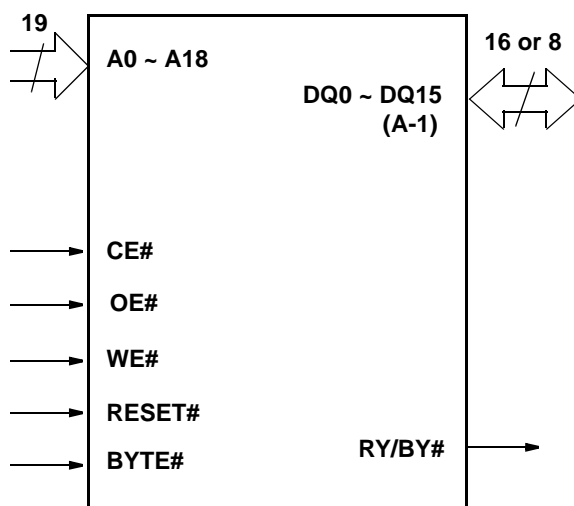 19
A0 ~ A18
16 or 8
DQ0 ~ DQ15
(A-1)
CE#
OE#
WE#
RESET#
BYTE#
RY/BY#